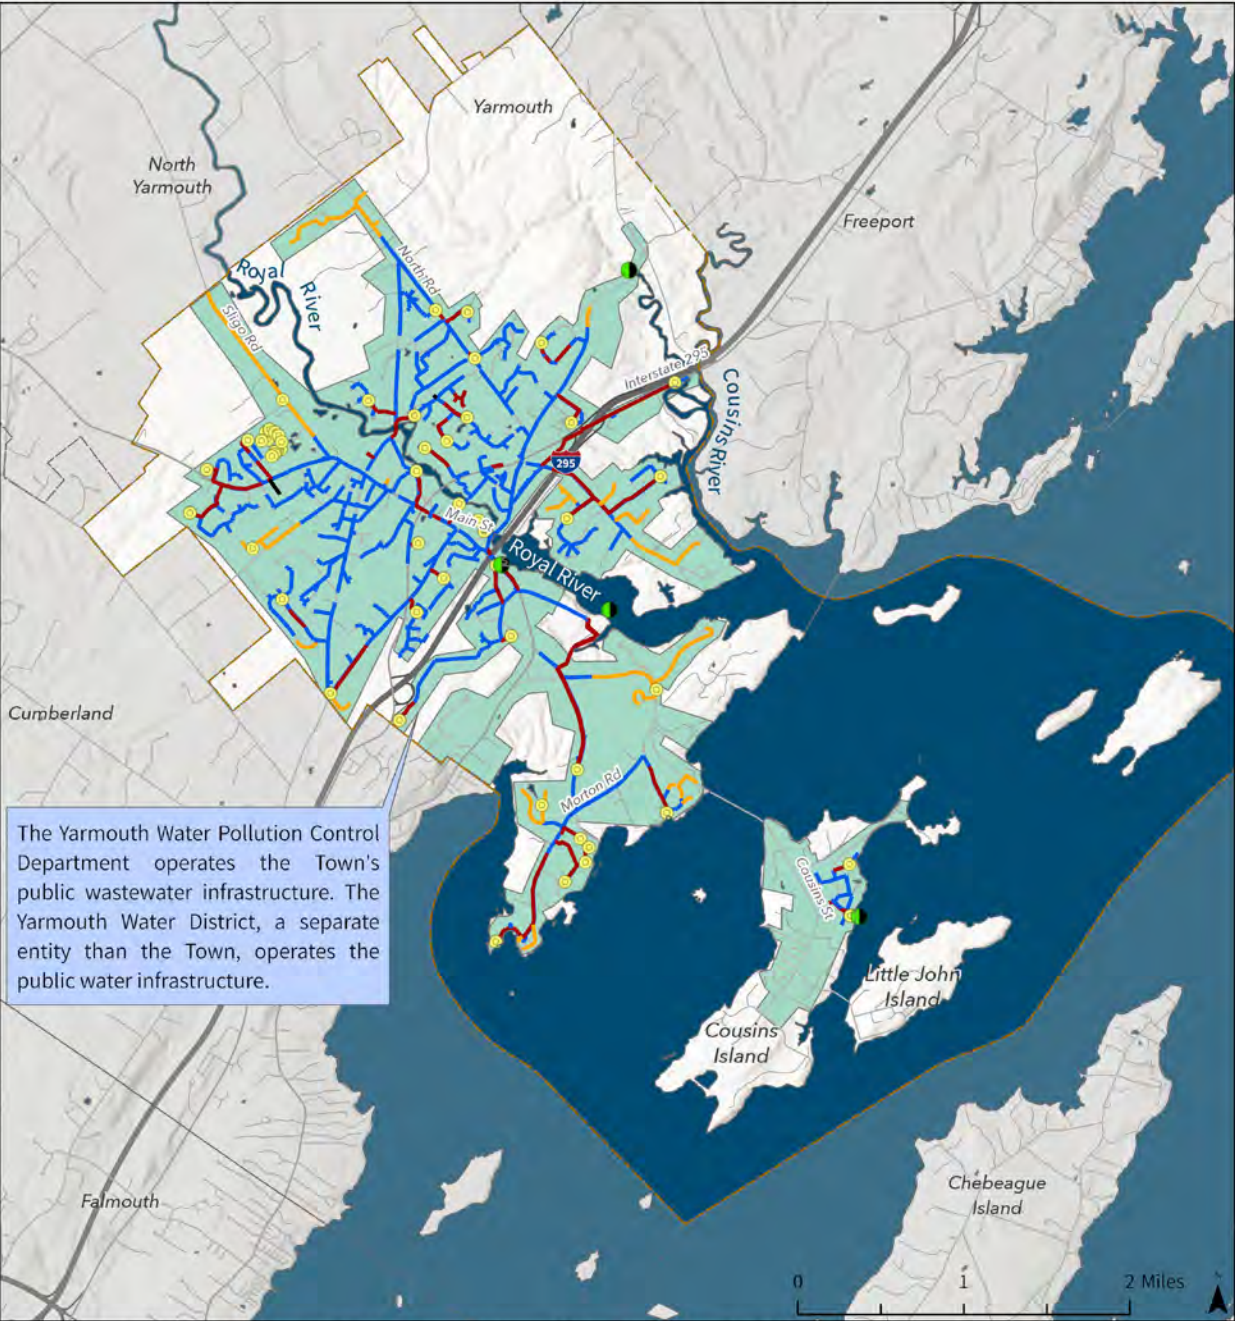 Yarmouth
North
Yarmouth
Freeport
Royal
River
North Rd
Sligo Rd
Interstate 295
Cousins River
295
Main St
Royal River
Cumberland
Morton Rd
The Yarmouth Water Pollution Control
Department operates the Town's
public wastewater infrastructure. The
Yarmouth Water District, a separate
entity than the Town, operates the
public water infrastructure.
Cousins St
Little John
Island
Cousins
Island
Chebeague
Island
Falmouth
0 1 2 Miles